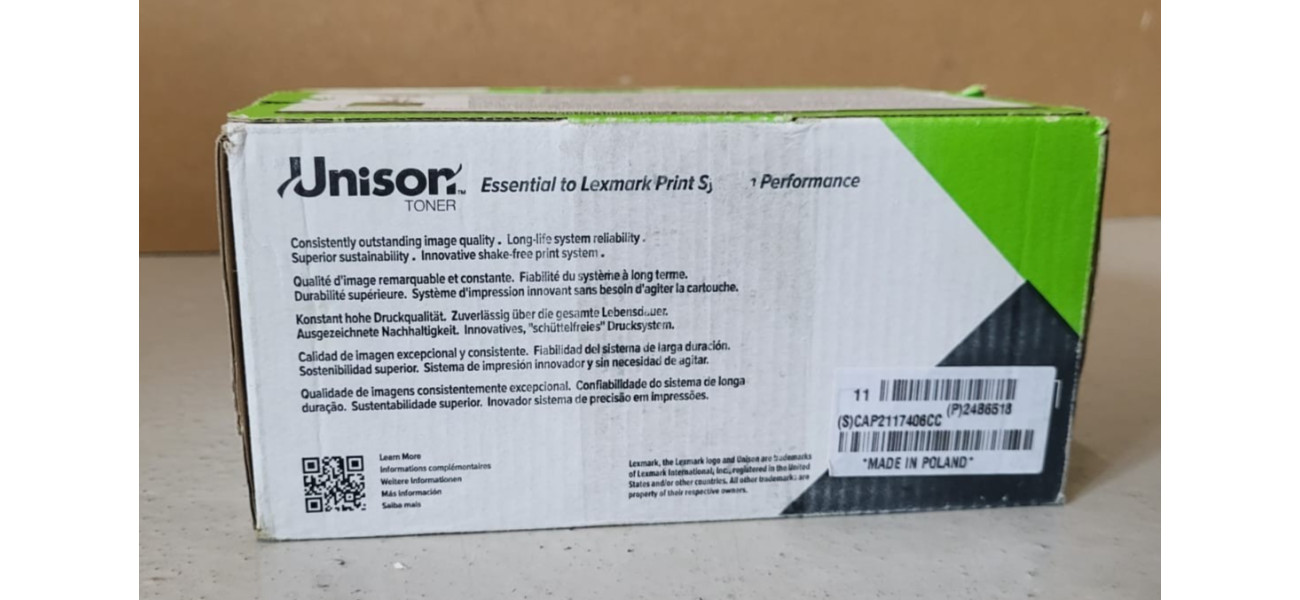 Unison™ Essential to Lexmark Print Performance
TONER
Consistently outstanding image quality. Long-life system reliability.
Superior sustainability. Innovative shake-free print system.
Qualité d'image remarquable et constante. Fiabilité du système à long terme.
Durabilité supérieure. Système d'impression innovant sans besoin d'agiter la cartouche.
Konstant hohe Druckqualität. Zuverlässig über die gesamte Lebensdauer.
Ausgezeichnete Nachhaltigkeit. Innovatives, "schüttelfreies" Drucksystem.
Calidad de imagen excepcional y consistente. Fiabilidad del sistema de larga duración.
Sostenibilidad superior. Sistema de impresión innovador y sin necesidad de agitar.
Qualidade de imagens consistentemente excepcional. Confiabilidade do sistema de longa
duração. Sustentabilidade superior. Inovador sistema de precisão em impressões.
11
(P)24B6518
(S)CAP2117406CC
*MADE IN POLAND*
Learn More
Informations complémentaires
Weitere Informationen
Más información
Saiba mais
Lexmark, the Lexmark logo and Unison are trademarks
of Lexmark International, Inc., registered in the United
States and/or other countries. All other trademarks are
property of their respective owners.